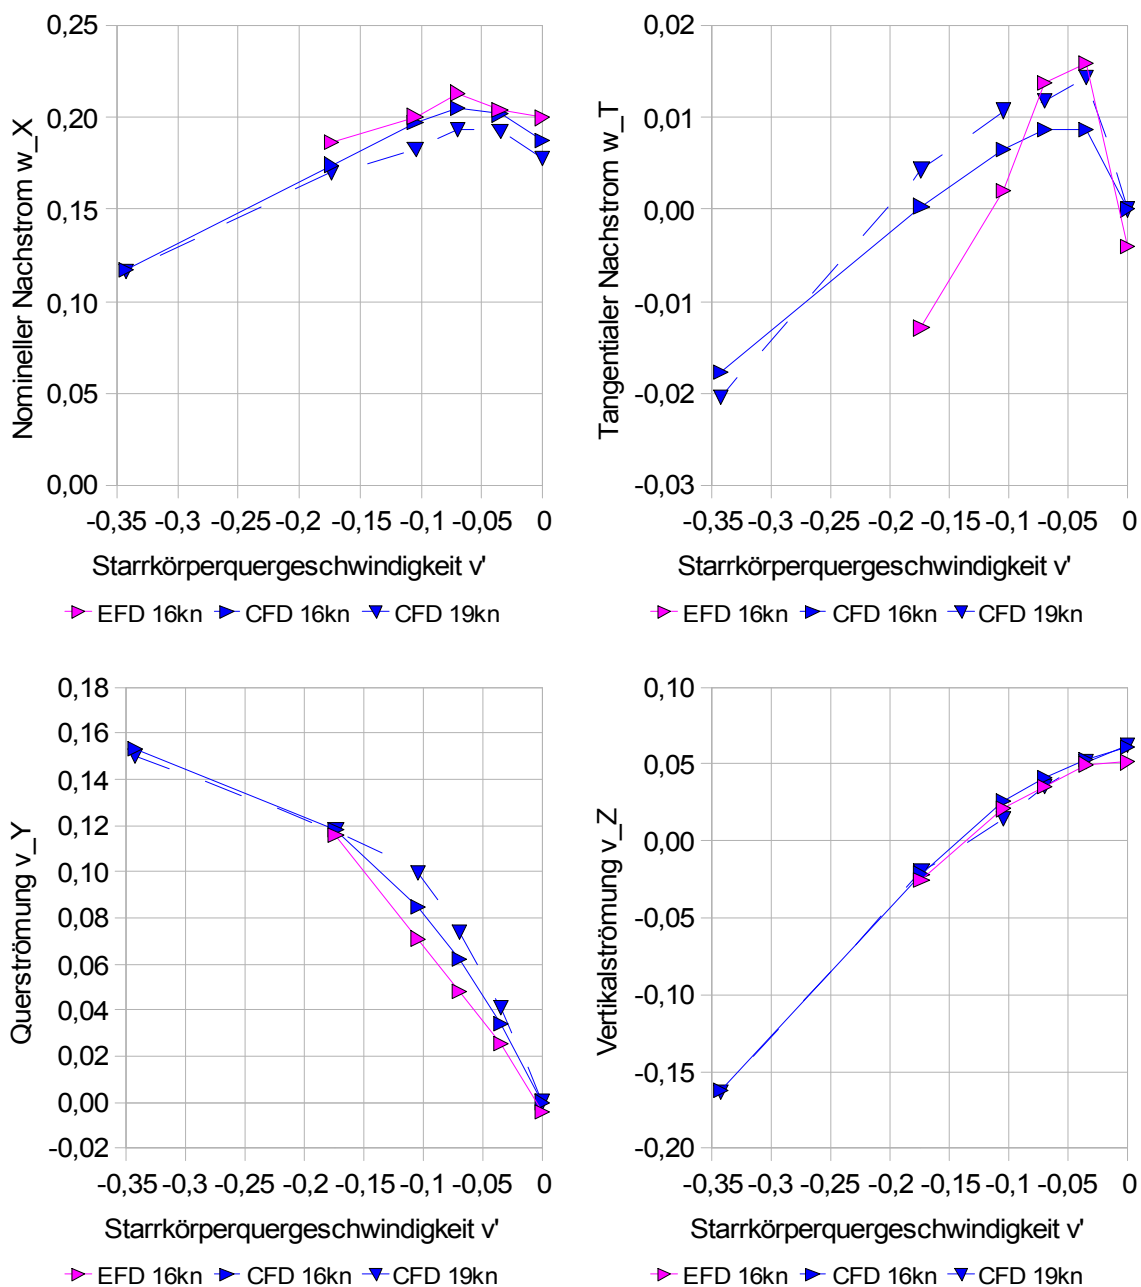 Nomineller Nachstrom w_X
0,25
0,20
0,15
0,10
0,05
0,00
-0,35 -0,3 -0,25 -0,2 -0,15 -0,1 -0,05 0
Starrkörperquergeschwindigkeit v'
EFD 16kn CFD 16kn CFD 19kn
Tangentialer Nachstrom w_T
0,02
0,01
0,00
-0,01
-0,02
-0,03
-0,35 -0,3 -0,25 -0,2 -0,15 -0,1 -0,05 0
Starrkörperquergeschwindigkeit v'
EFD 16kn CFD 16kn CFD 19kn
Querströmung v_Y
0,18
0,16
0,14
0,12
0,10
0,08
0,06
0,04
0,02
0,00
-0,02
-0,35 -0,3 -0,25 -0,2 -0,15 -0,1 -0,05 0
Starrkörperquergeschwindigkeit v'
EFD 16kn CFD 16kn CFD 19kn
Vertikalströmung v_Z
0,10
0,05
0,00
-0,05
-0,10
-0,15
-0,20
-0,35 -0,3 -0,25 -0,2 -0,15 -0,1 -0,05 0
Starrkörperquergeschwindigkeit v'
EFD 16kn CFD 16kn CFD 19kn